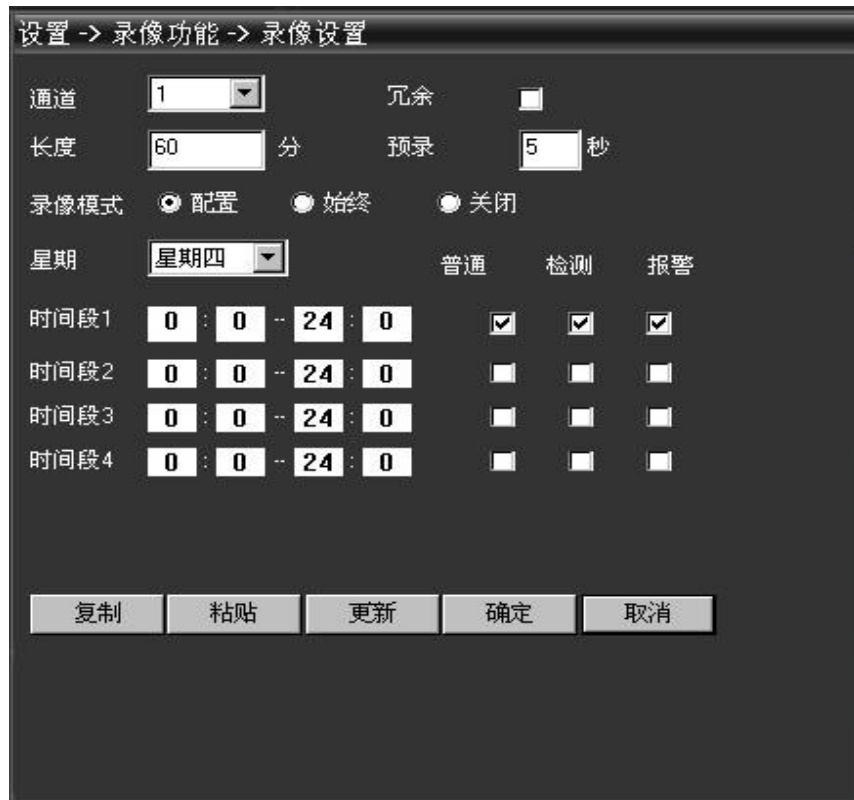 设置 -> 录像功能 -> 录像设置
通道 1 冗余
长度 60 分 预录 5 秒
录像模式 配置 始终 关闭
星期 星期四 普通 检测 报警
时间段1 0 : 0 -- 24 : 0
时间段2 0 : 0 -- 24 : 0
时间段3 0 : 0 -- 24 : 0
时间段4 0 : 0 -- 24 : 0
复制 粘贴 更新 确定 取消